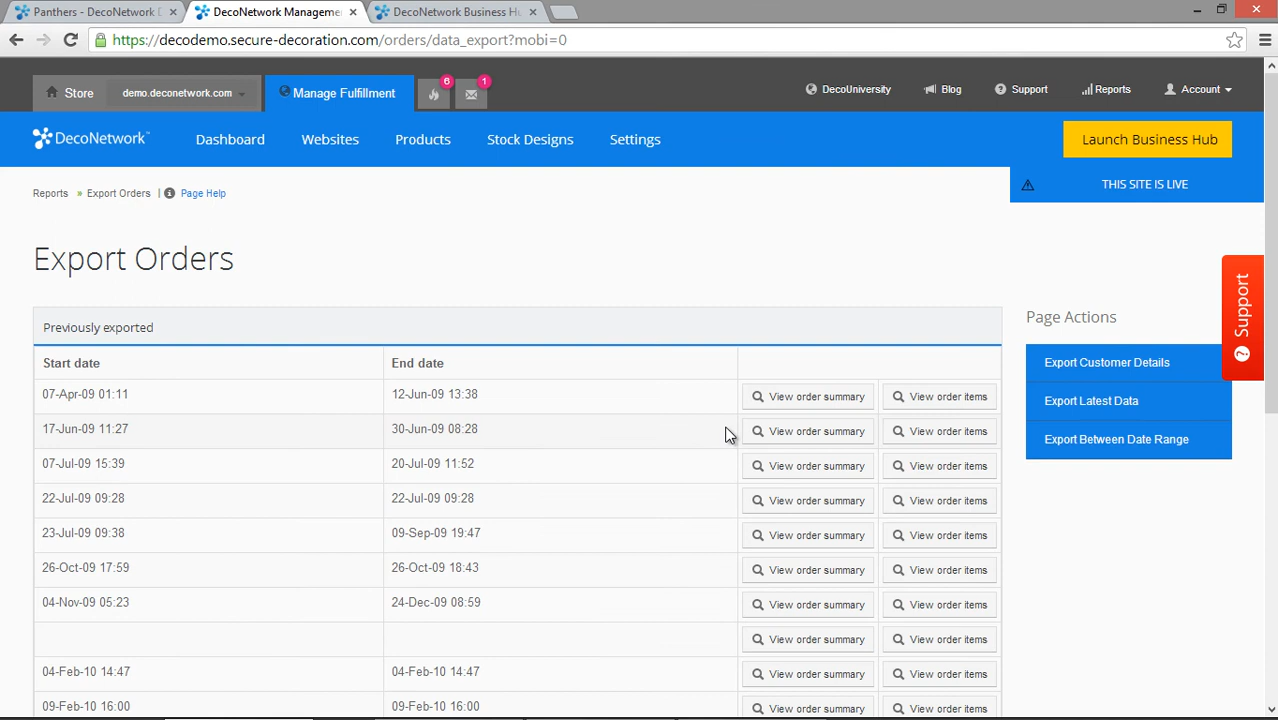 Panthers - DecoNetwork D
DecoNetwork Managemen
DecoNetwork Business Hu
https://decodemo.secure-decoration.com/orders/data_export?mobi=0
Store
demo.deconetwork.com
Manage Fulfillment
6
1
DecoUniversity
Blog
Support
Reports
Account
DecoNetwork™
Dashboard
Websites
Products
Stock Designs
Settings
Launch Business Hub
Reports » Export Orders | Page Help
THIS SITE IS LIVE
Export Orders
Support
Previously exported
Page Actions
Start date End date
Export Customer Details
07-Apr-09 01:11 12-Jun-09 13:38 View order summary View order items
Export Latest Data
17-Jun-09 11:27 30-Jun-09 08:28 View order summary View order items
Export Between Date Range
07-Jul-09 15:39 20-Jul-09 11:52 View order summary View order items
22-Jul-09 09:28 22-Jul-09 09:28 View order summary View order items
23-Jul-09 09:38 09-Sep-09 19:47 View order summary View order items
26-Oct-09 17:59 26-Oct-09 18:43 View order summary View order items
04-Nov-09 05:23 24-Dec-09 08:59 View order summary View order items
View order summary View order items
04-Feb-10 14:47 04-Feb-10 14:47 View order summary View order items
09-Feb-10 16:00 09-Feb-10 16:00 View order summary View order items